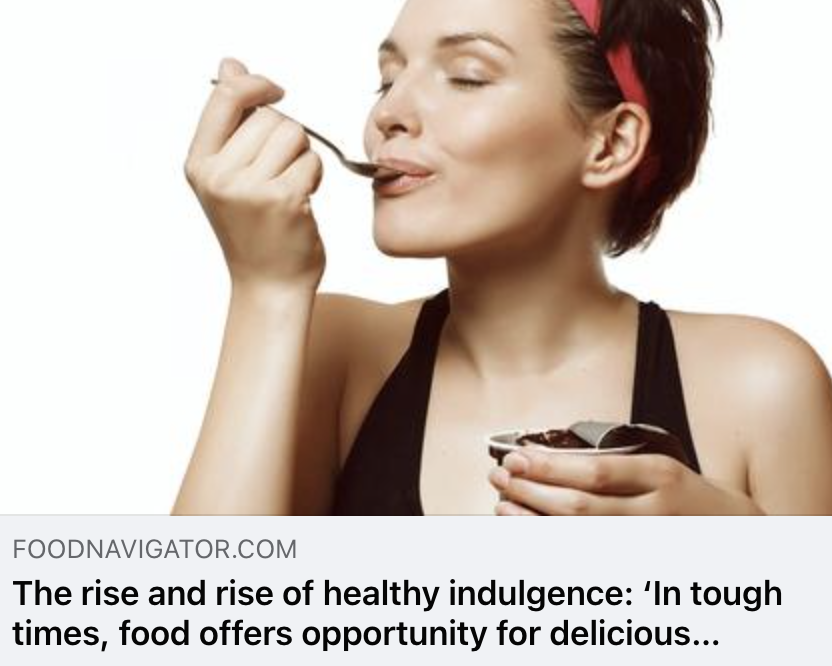 FOODNAVIGATOR.COM
The rise and rise of healthy indulgence: ‘In tough
times, food offers opportunity for delicious...